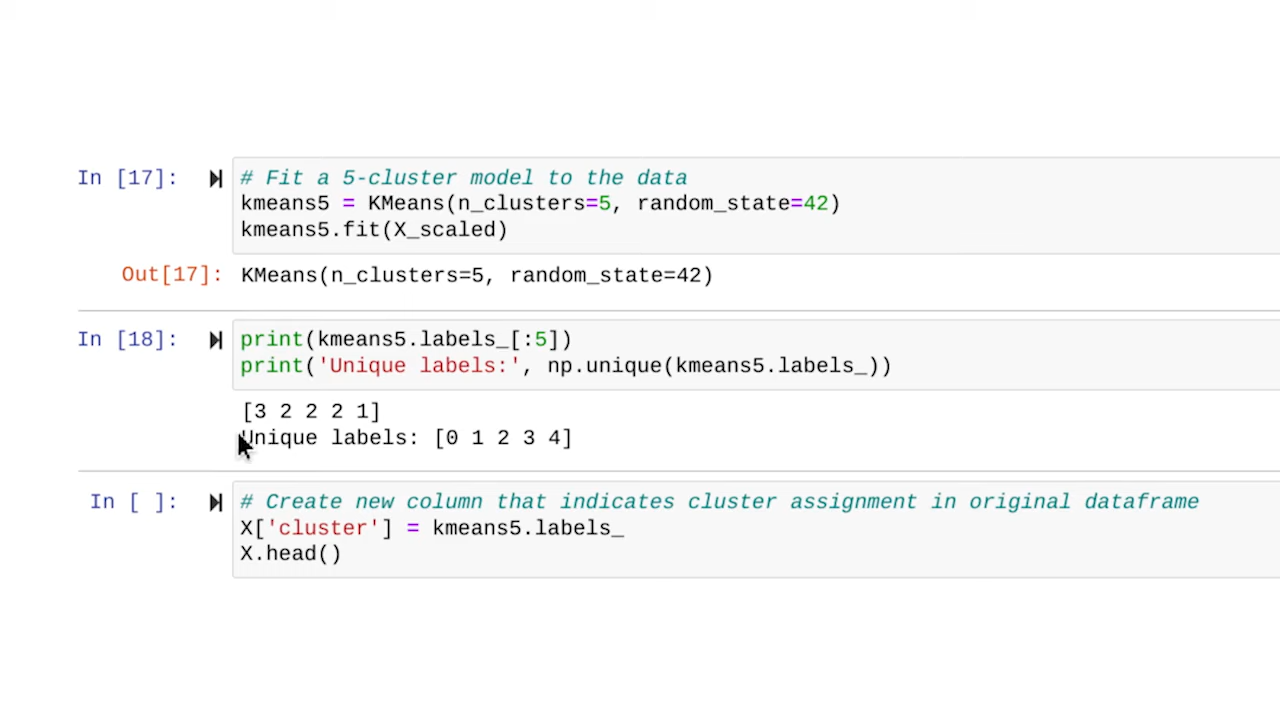 In [17]: # Fit a 5-cluster model to the data
kmeans5 = KMeans(n_clusters=5, random_state=42)
kmeans5.fit(X_scaled)
Out[17]: KMeans(n_clusters=5, random_state=42)
In [18]: print(kmeans5.labels_[:5])
print('Unique labels:', np.unique(kmeans5.labels_))
[3 2 2 2 1]
Unique labels: [0 1 2 3 4]
In [ ]: # Create new column that indicates cluster assignment in original dataframe
X['cluster'] = kmeans5.labels_
X.head()